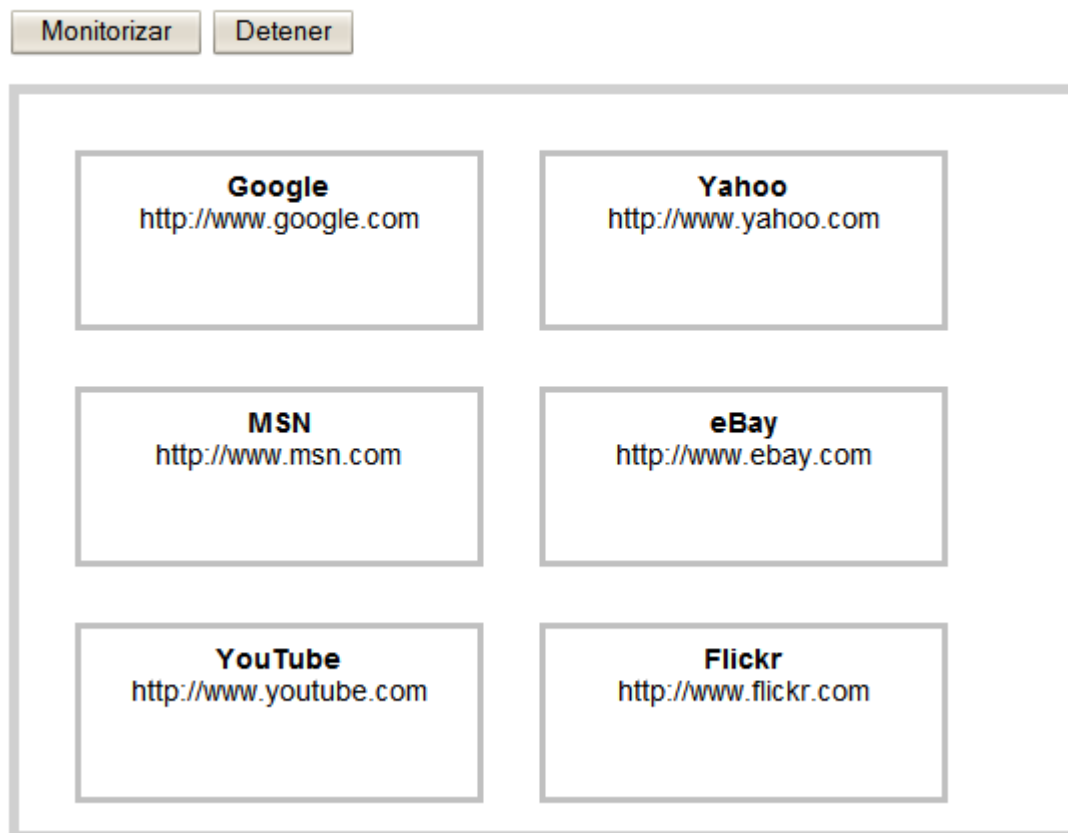 Monitorizar Detener
Google
http://www.google.com
Yahoo
http://www.yahoo.com
MSN
http://www.msn.com
eBay
http://www.ebay.com
YouTube
http://www.youtube.com
Flickr
http://www.flickr.com